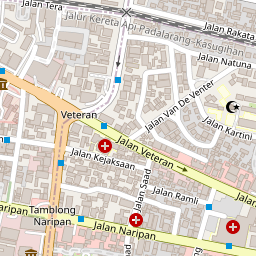 Jalan Tera
Jalur Kereta Api Padalarang-Kasugihan
Jalan Rakata
Jalan Natuna
Jalan Van De Venter
Jalan Kartini
Veteran
Jalan Veteran
Jalan Kejaksaan
Jalan Saad
Jalan Ramli
Tamblong
Naripan
Naripan
Jalan Naripan